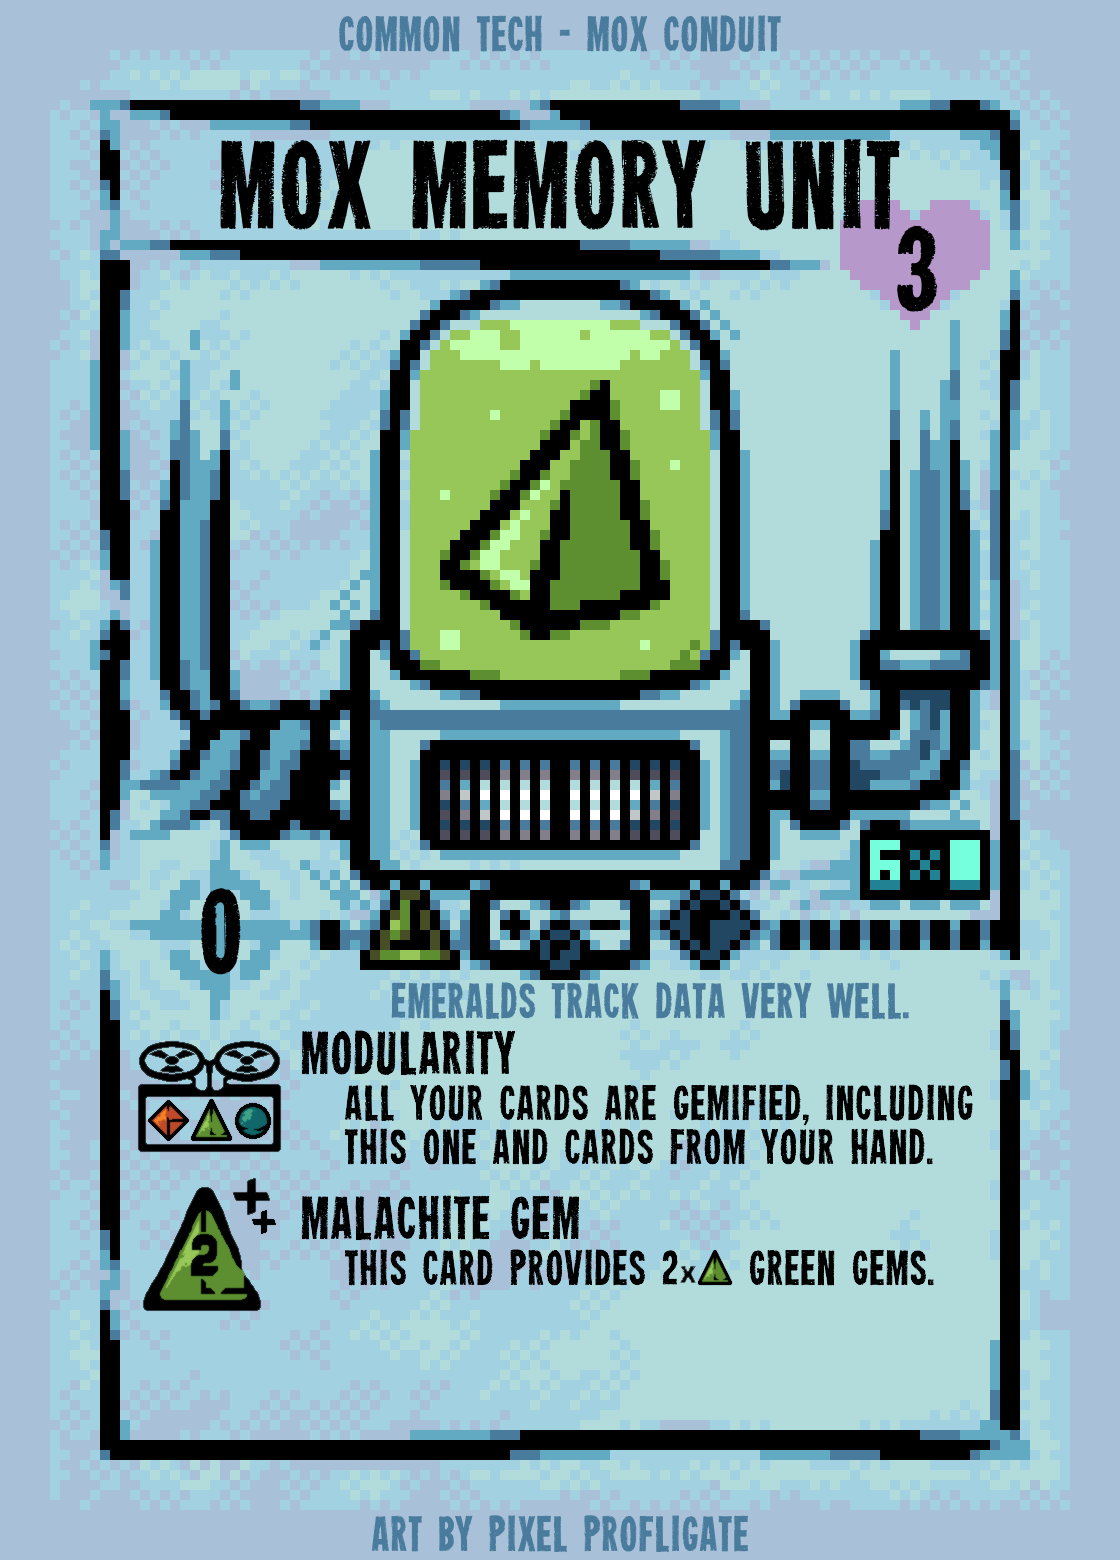 COMMON TECH - MOX CONDUIT
MOX MEMORY UNIT
3
6x
0
EMERALDS TRACK DATA VERY WELL.
MODULARITY
ALL YOUR CARDS ARE GEMIFIED, INCLUDING
THIS ONE AND CARDS FROM YOUR HAND.
2
MALACHITE GEM
THIS CARD PROVIDES 2x GREEN GEMS.
ART BY PIXEL PROFLIGATE